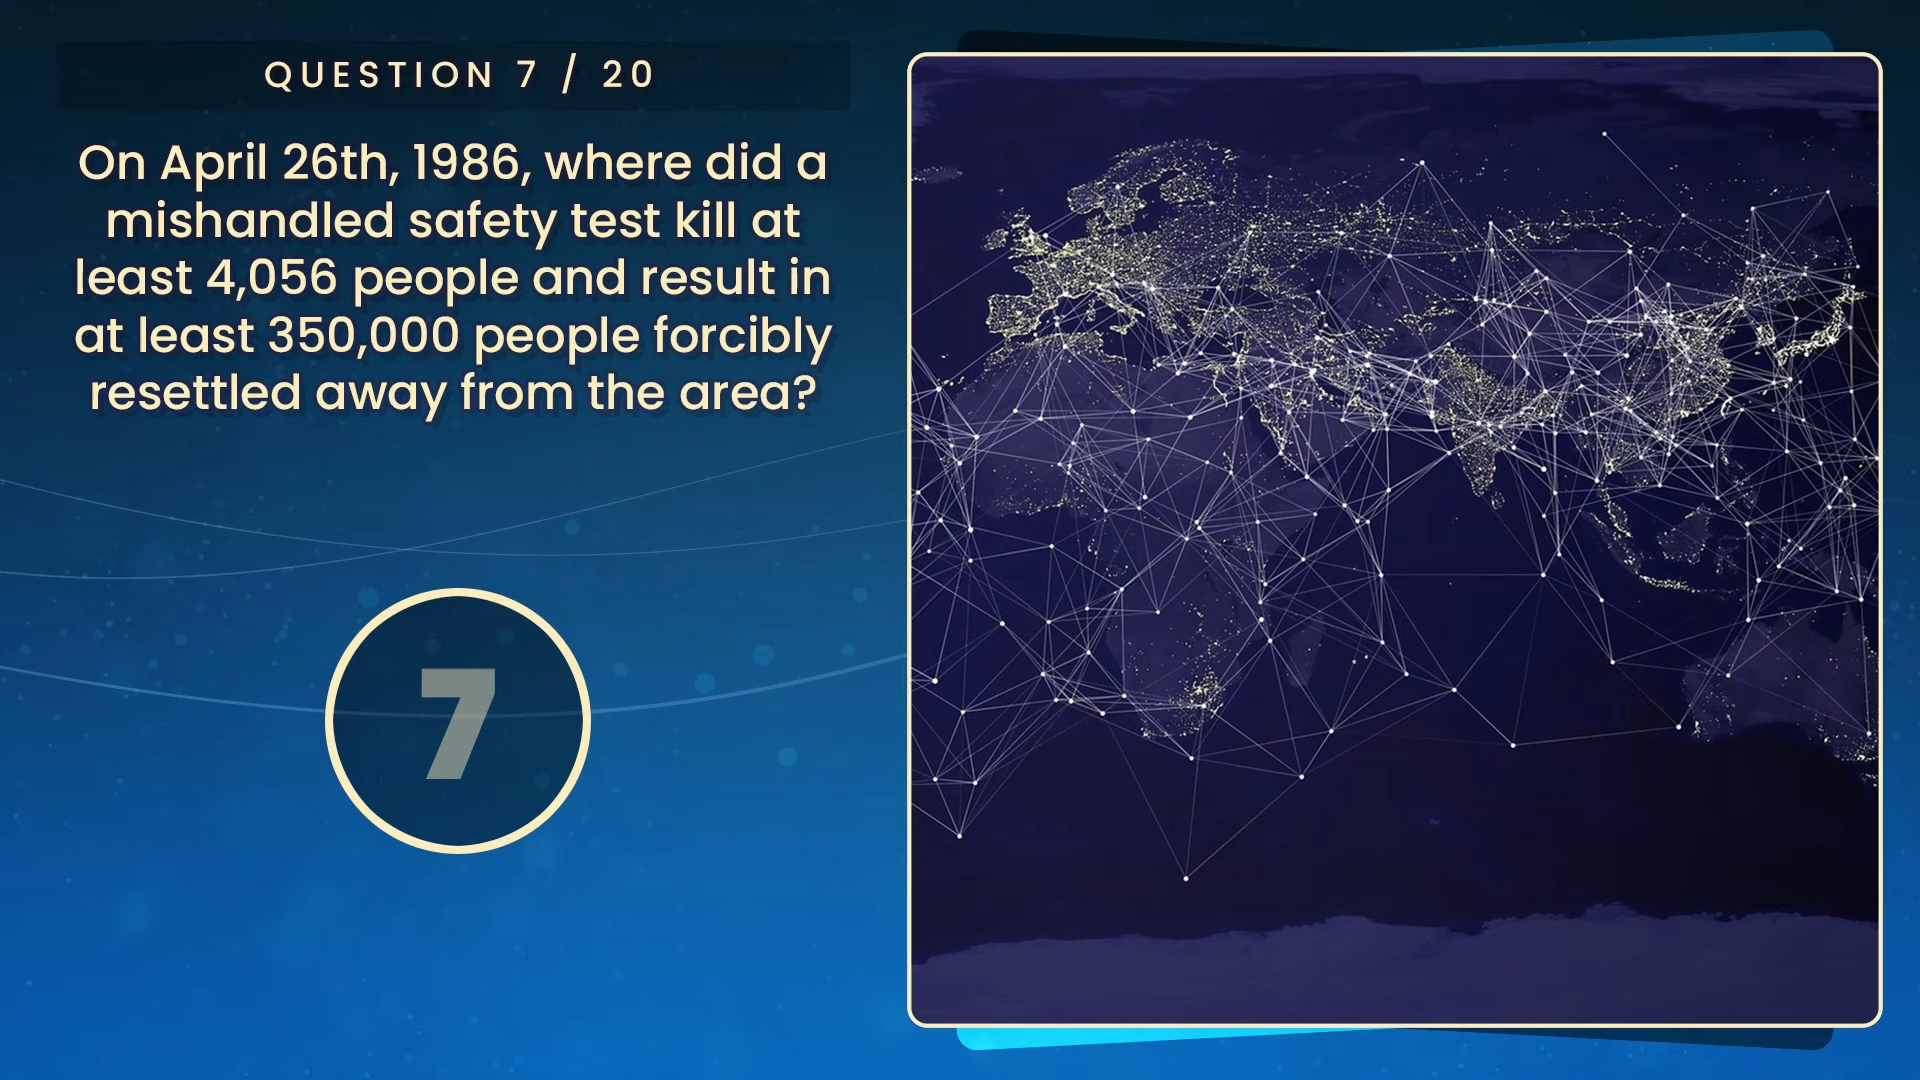 QUESTION 7 / 20
On April 26th, 1986, where did a
mishandled safety test kill at
least 4,056 people and result in
at least 350,000 people forcibly
resettled away from the area?
7